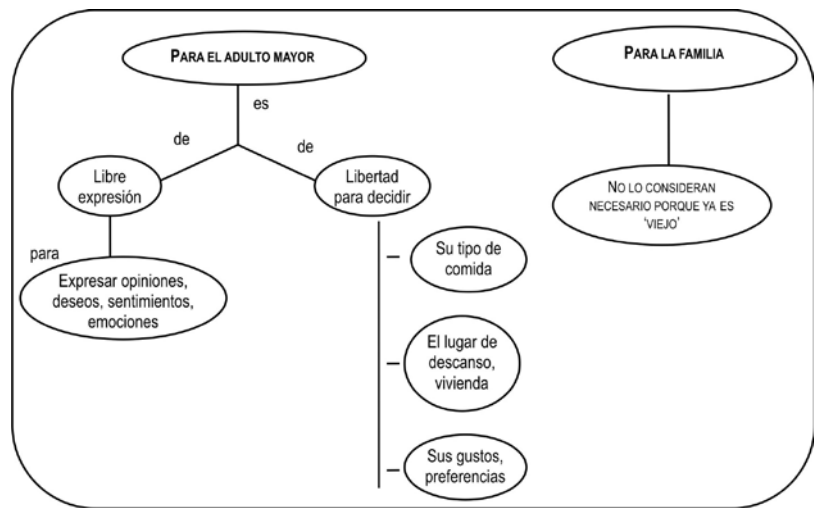 PARA EL ADULTO MAYOR
es
de
de
Libre
expresión
Libertad
para decidir
para
Expresar opiniones,
deseos, sentimientos,
emociones
Su tipo de
comida
El lugar de
descanso,
vivienda
Sus gustos,
preferencias
PARA LA FAMILIA
NO LO CONSIDERAN
NECESARIO PORQUE YA ES
'VIEJO'